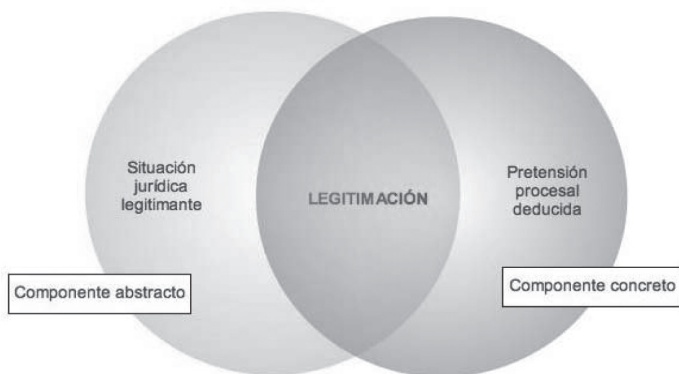 Situación
jurídica
legitimante
LEGITIMACIÓN
Pretensión
procesal
deducida
Componente abstracto
Componente concreto